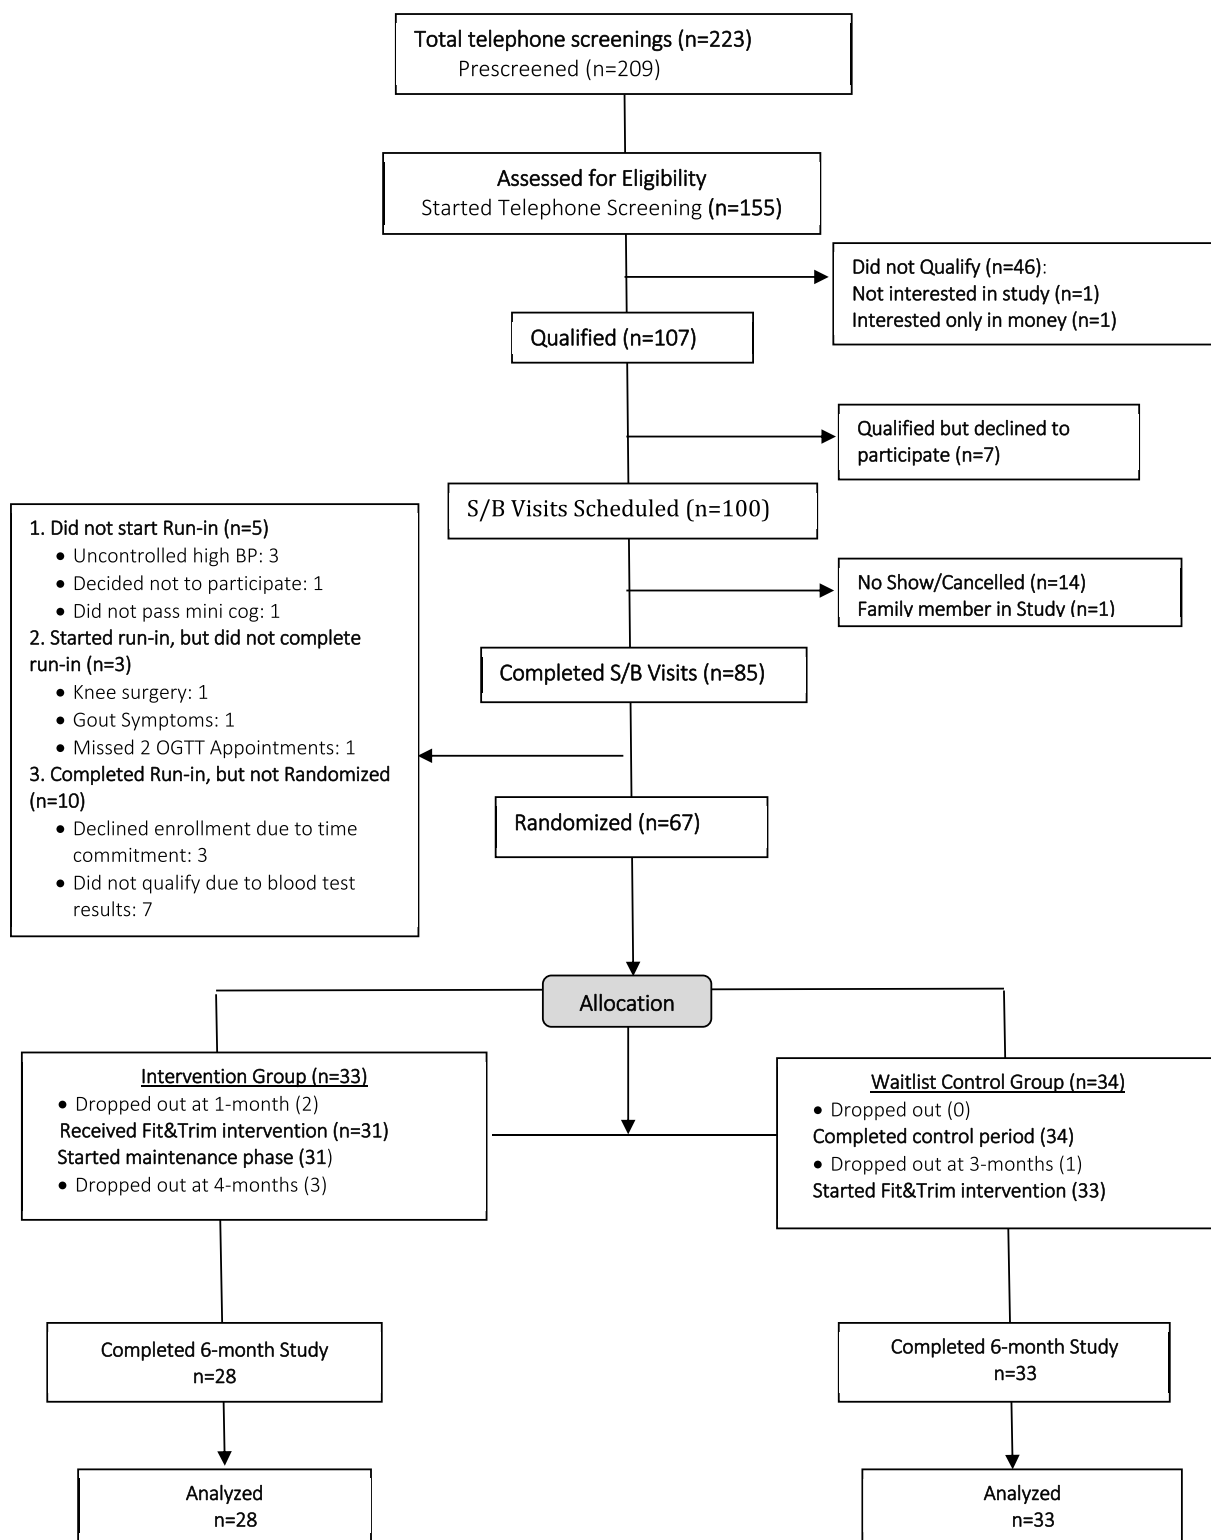 Total telephone screenings (n=223)
Prescreened (n=209)
Assessed for Eligibility
Started Telephone Screening (n=155)
Did not Qualify (n=46):
Not interested in study (n=1)
Interested only in money (n=1)
Qualified (n=107)
Qualified but declined to
participate (n=7)
S/B Visits Scheduled (n=100)
No Show/Cancelled (n=14)
Family member in Study (n=1)
Completed S/B Visits (n=85)
1. Did not start Run-in (n=5)
• Uncontrolled high BP: 3
• Decided not to participate: 1
• Did not pass mini cog: 1
2. Started run-in, but did not complete
run-in (n=3)
• Knee surgery: 1
• Gout Symptoms: 1
• Missed 2 OGTT Appointments: 1
3. Completed Run-in, but not Randomized
(n=10)
• Declined enrollment due to time
commitment: 3
• Did not qualify due to blood test
results: 7
Randomized (n=67)
Allocation
Intervention Group (n=33)
• Dropped out at 1-month (2)
Received Fit&Trim intervention (n=31)
Started maintenance phase (31)
• Dropped out at 4-months (3)
Waitlist Control Group (n=34)
• Dropped out (0)
Completed control period (34)
• Dropped out at 3-months (1)
Started Fit&Trim intervention (33)
Completed 6-month Study
n=28
Completed 6-month Study
n=33
Analyzed
n=28
Analyzed
n=33